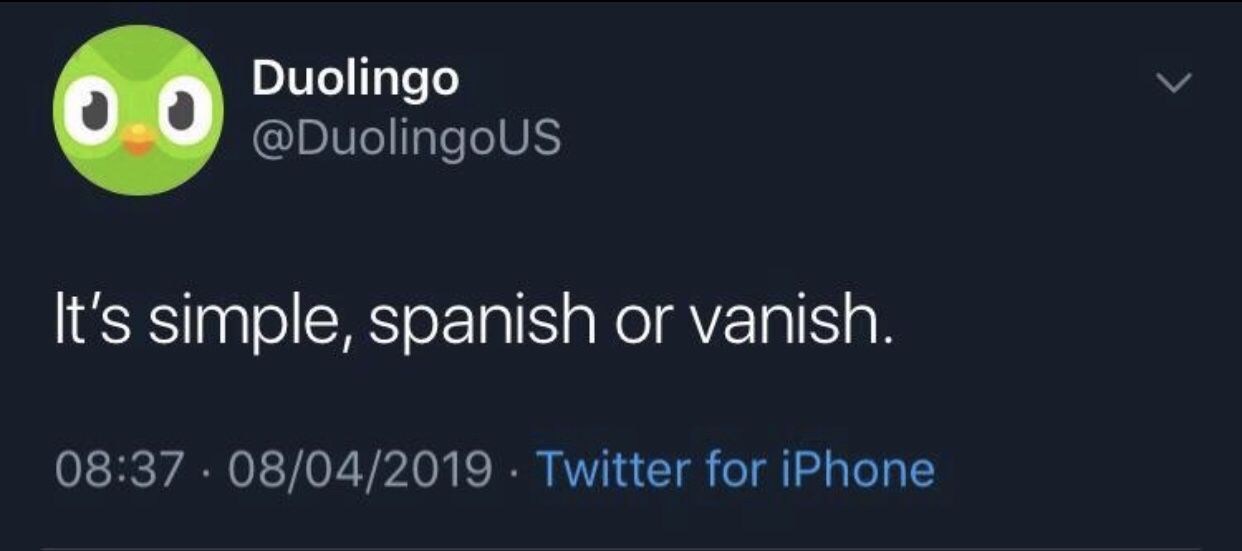 Duolingo
@DuolingoUS
It's simple, spanish or vanish.
08:37 · 08/04/2019 · Twitter for iPhone